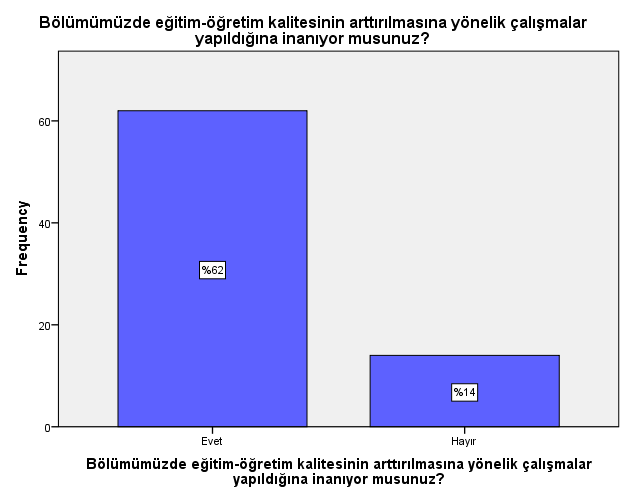 Bölümümüzde eğitim-öğretim kalitesinin arttırılmasına yönelik çalışmalar
yapıldığına inanıyor musunuz?
Frequency
60
40
20
0
%62
%14
Evet
Hayır
Bölümümüzde eğitim-öğretim kalitesinin arttırılmasına yönelik çalışmalar
yapıldığına inanıyor musunuz?